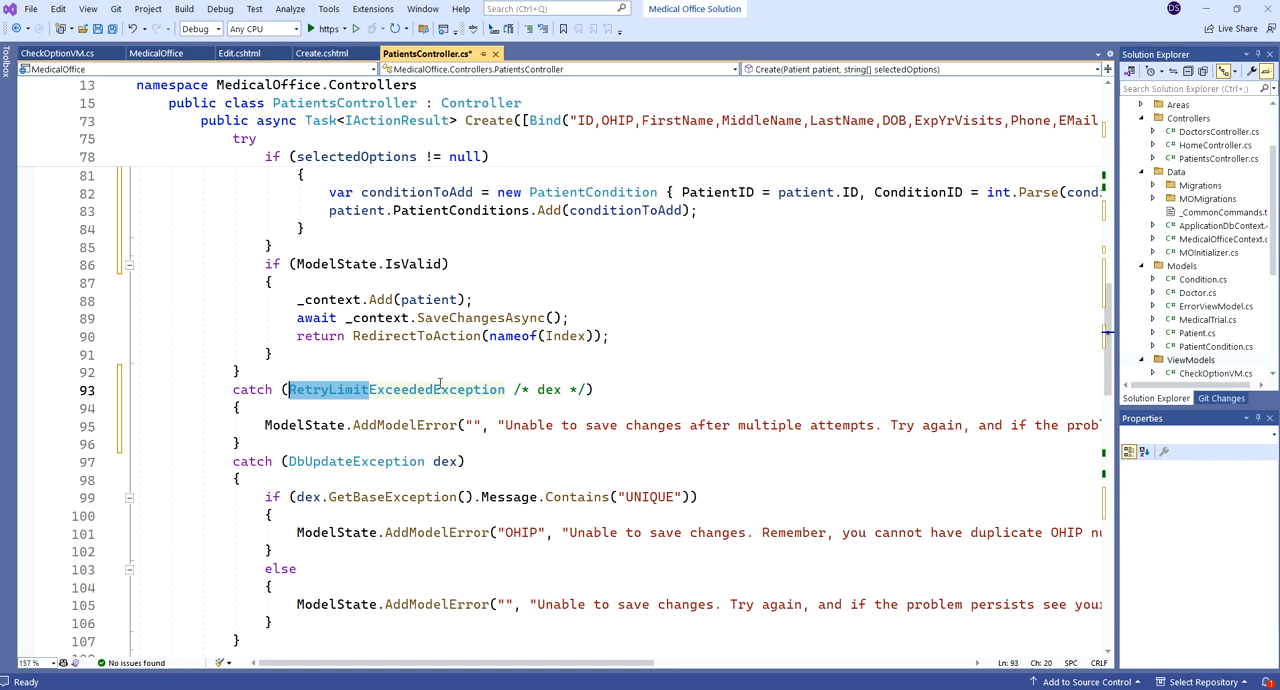 File Edit View Git Project Build Debug Test Analyze Tools Extensions Window Help Search (Ctrl+Q) Medical Office Solution DS
Debug Any CPU https Live Share
Toolbox
CheckOptionVM.cs MedicalOffice Edit.cshtml Create.cshtml PatientsController.cs*
MedicalOffice MedicalOffice.Controllers.PatientsController Create(Patient patient, string[] selectedOptions)
13 namespace MedicalOffice.Controllers
15 public class PatientsController : Controller
73 public async Task<IActionResult> Create([Bind("ID,OHIP,FirstName,MiddleName,LastName,DOB,ExpYrVisits,Phone,EMail
75 try
78 if (selectedOptions != null)
81 {
82 var conditionToAdd = new PatientCondition { PatientID = patient.ID, ConditionID = int.Parse(cond
83 patient.PatientConditions.Add(conditionToAdd);
84 }
85 }
86 if (ModelState.IsValid)
87 {
88 _context.Add(patient);
89 await _context.SaveChangesAsync();
90 return RedirectToAction(nameof(Index));
91 }
92 }
93 catch (RetryLimitExceededException /* dex */)
94 {
95 ModelState.AddModelError("", "Unable to save changes after multiple attempts. Try again, and if the prob
96 }
97 catch (DbUpdateException dex)
98 {
99 if (dex.GetBaseException().Message.Contains("UNIQUE"))
100 {
101 ModelState.AddModelError("OHIP", "Unable to save changes. Remember, you cannot have duplicate OHIP nu
102 }
103 else
104 {
105 ModelState.AddModelError("", "Unable to save changes. Try again, and if the problem persists see your
106 }
107 }
157 % No issues found Ln: 93 Ch: 20 SPC CRLF
Solution Explorer
Search Solution Explorer (Ctrl+;)
Areas
Controllers
C# DoctorsController.cs
C# HomeController.cs
C# PatientsController.cs
Data
Migrations
MOMigrations
_CommonCommands.t
C# ApplicationDbContext.
C# MedicalOfficeContext.c
C# MOInitializer.cs
Models
C# Condition.cs
C# Doctor.cs
C# ErrorViewModel.cs
C# MedicalTrial.cs
C# Patient.cs
C# PatientCondition.cs
ViewModels
C# CheckOptionVM.cs
Solution Explorer Git Changes
Properties
Ready Add to Source Control Select Repository 1